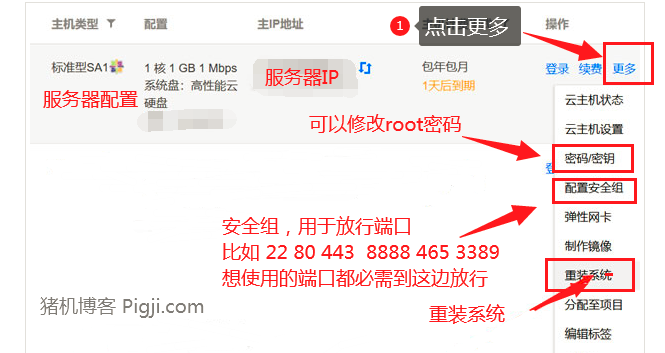 主机类型 配置 主IP地址 操作
1 点击更多
标准型SA1 1 核 1 GB 1 Mbps 包年包月 登录 续费 更多
系统盘：高性能云 1天后到期
硬盘
服务器配置
服务器IP
云主机状态
云主机设置
可以修改root密码
密码/密钥
配置安全组
安全组，用于放行端口
比如 22 80 443 8888 465 3389
想使用的端口都必需到这边放行
弹性网卡
制作镜像
重装系统
重装系统
分配至项目
编辑标签
猪机博客 Pigji.com